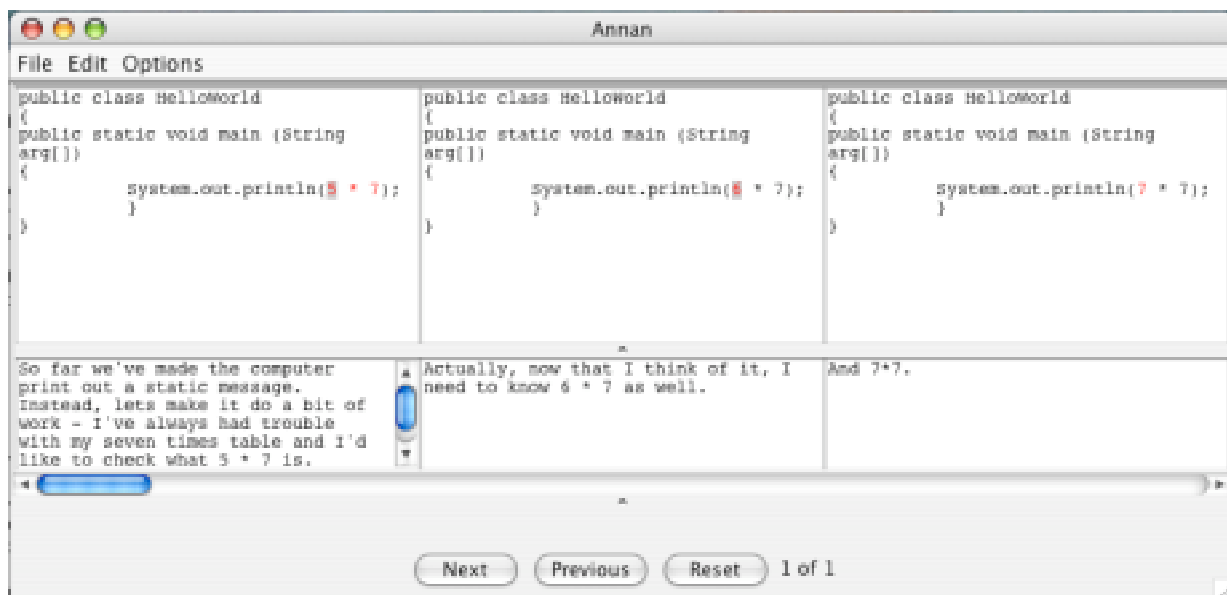 Annan
File Edit Options
public class HelloWorld
{
public static void main (String
arg[])
{
System.out.println(5 * 7);
}
}
public class HelloWorld
{
public static void main (String
arg[])
{
System.out.println(6 * 7);
}
}
public class HelloWorld
{
public static void main (String
arg[])
{
System.out.println(7 * 7);
}
}
So far we've made the computer
print out a static message.
Instead, lets make it do a bit of
work - I've always had trouble
with my seven times table and I'd
like to check what 5 * 7 is.
Actually, now that I think of it, I
need to know 6 * 7 as well.
And 7*7.
Next Previous Reset 1 of 1